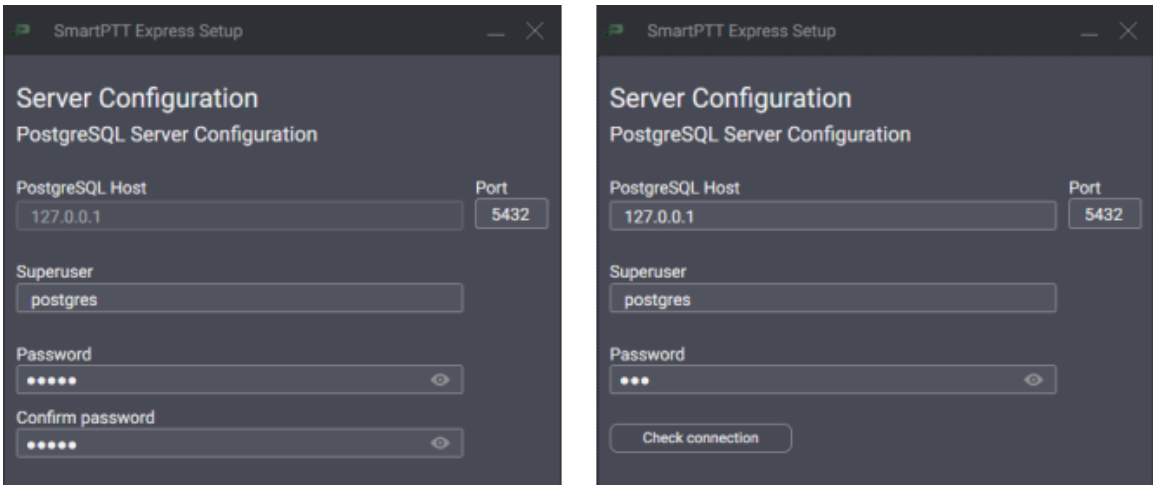 SmartPTT Express Setup
Server Configuration
PostgreSQL Server Configuration
PostgreSQL Host Port
127.0.0.1 5432
Superuser
postgres
Password
•••••
Confirm password
•••••
SmartPTT Express Setup
Server Configuration
PostgreSQL Server Configuration
PostgreSQL Host Port
127.0.0.1 5432
Superuser
postgres
Password
•••
Check connection